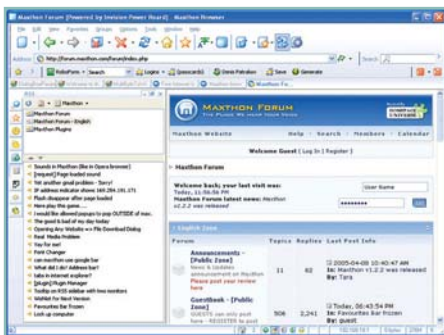 Maxthon Forum [Powered by Invision Power Board] - Maxthon Browser
File Edit View Favorites Groups Options Tools Window Help
Address http://forum.maxthon.com/forum/index.php
RoboForm Search Logins (passcards) Denis Petrakov Save Generate
RSS
Maxthon
Maxthon Forum
Maxthon Forum - English
Maxthon Plugins
Sounds in Maxthon (like in Opera browser)
[request] Page loaded sound
Yet another gmail problem - Sorry!
IP address indicator shows 169.254.191.171
Flash disappear after page loaded
Here play the game....
I would like allowed popups to pop OUTSIDE of max.
The good & bad of my day today
Opening Any Website => File Download Dialog
Real Media Problem
Yay for me!
Font Changer
can maxthon use google bar
What did I do? Address bar!
tabs in internet explorer?
[plugin] Plugin Manager
Tooltip on RSS sidebar with two monitors
Wishlist For Next Version
Favourites Bar Frozen
Lock-up computer
MAXTHON FORUM
Maxthon Website Help Search Members Calendar
Welcome Guest ( Log In | Register )
> Maxthon Forum
Welcome back; your last visit was:
Today, 11:56:56 PM
Maxthon Forum latest news: Maxthon
v1.2.2 was released
User Name
English Zone
Forum Topics Replies Last Post Info
Announcements - [Public Zone]
News & Updates announcement on Maxthon
Please post your review here
11 62
2005-04-08 10:40:47 AM
In: Maxthon v1.2.2 was released
By: Tara
Guestbook - [Public Zone]
GUESTS can only post here - REGISTER to post
506 2,241
Today, 06:43:54 PM
In: Favourites Bar Frozen
By: guest